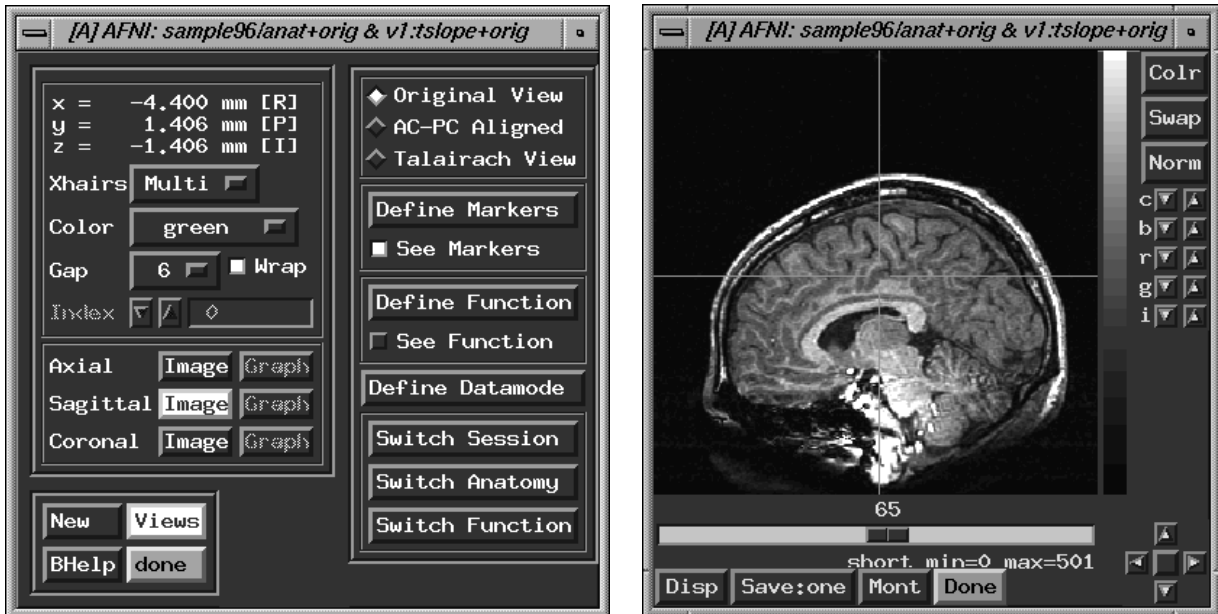 [A] AFNI: sample96/anat+orig & v1:tslope+orig
x = -4.400 mm [R]
y = 1.406 mm [P]
z = -1.406 mm [I]
Xhairs Multi
Color green
Gap 6 Wrap
Index 0
Axial Image Graph
Sagittal Image Graph
Coronal Image Graph
New Views
BHelp done
Original View
AC-PC Aligned
Talairach View
Define Markers
See Markers
Define Function
See Function
Define Datamode
Switch Session
Switch Anatomy
Switch Function
[A] AFNI: sample96/anat+orig & v1:tslope+orig
Colr
Swap
Norm
c
b
r
g
i
65
short min=0 max=501
Disp Save:one Mont Done